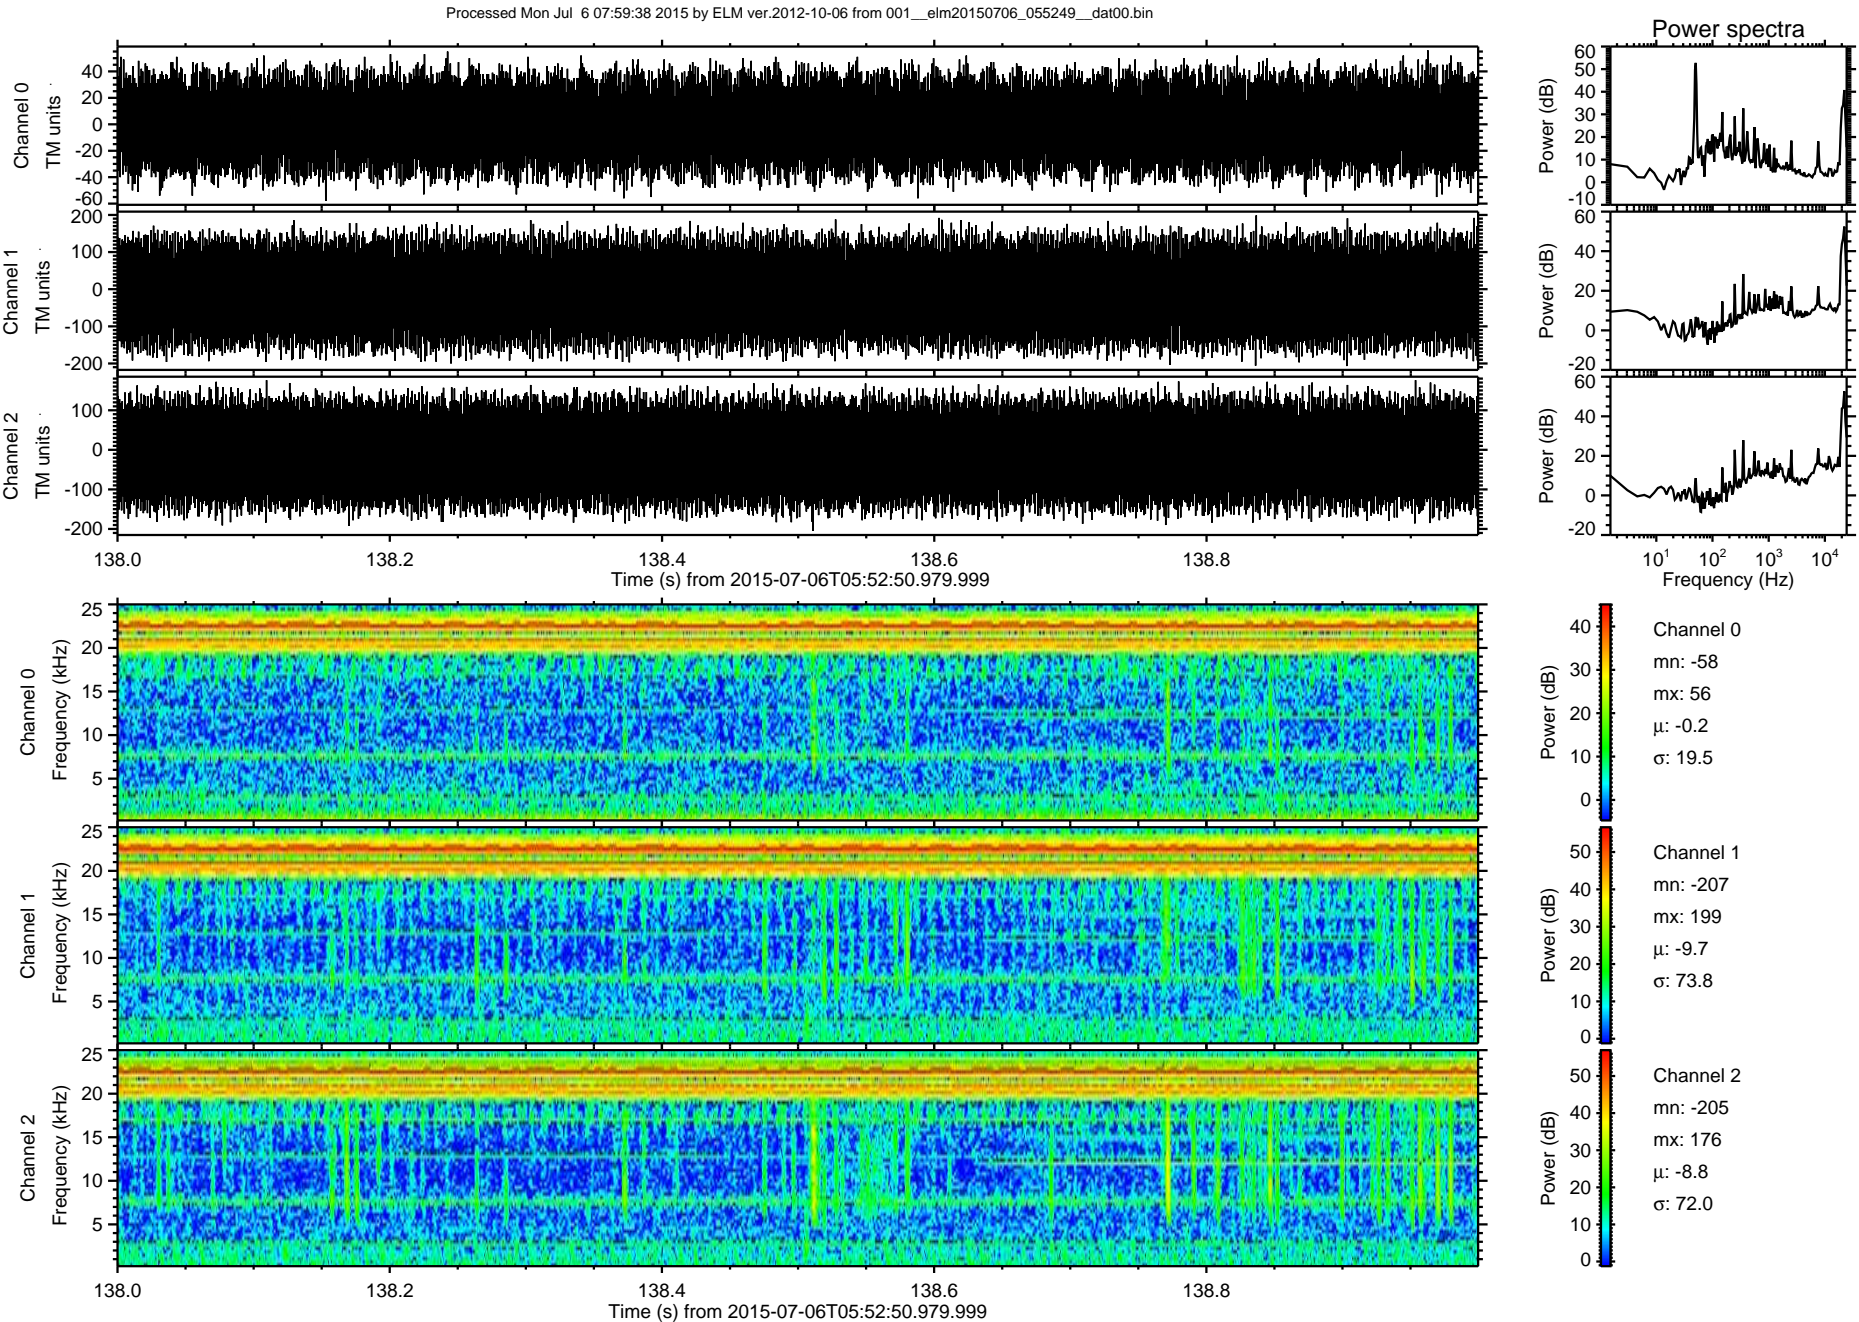 Processed Mon Jul  6 07:59:38 2015 by ELM ver.2012-10-06 from 001__elm20150706_055249__dat00.bin
Power spectra
Channel 0
TM units
40
20
0
-20
-40
-60
Power (dB)
60
50
40
30
20
10
0
-10
Channel 1
TM units
200
100
0
-100
-200
Power (dB)
60
40
20
0
-20
Channel 2
TM units
100
0
-100
-200
Power (dB)
60
40
20
0
-20
138.0 138.2 138.4 138.6 138.8
Time (s) from 2015-07-06T05:52:50.979.999
10¹ 10² 10³ 10⁴
Frequency (Hz)
Channel 0
Frequency (kHz)
25
20
15
10
5
Power (dB)
40
30
20
10
0
Channel 0
mn: -58
mx: 56
μ: -0.2
σ: 19.5
Channel 1
Frequency (kHz)
25
20
15
10
5
Power (dB)
50
40
30
20
10
0
Channel 1
mn: -207
mx: 199
μ: -9.7
σ: 73.8
Channel 2
Frequency (kHz)
25
20
15
10
5
Power (dB)
50
40
30
20
10
0
Channel 2
mn: -205
mx: 176
μ: -8.8
σ: 72.0
138.0 138.2 138.4 138.6 138.8
Time (s) from 2015-07-06T05:52:50.979.999